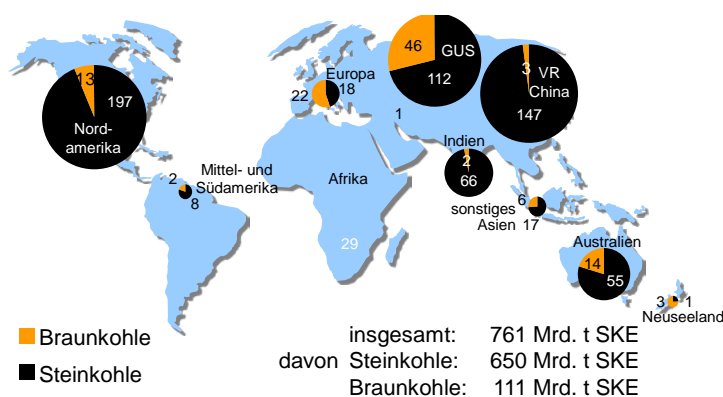 46
GUS
112
3
VR
China
147
13
197
Nord-
amerika
Europa
22
18
1
Indien
2
66
Mittel- und
Südamerika
2
8
Afrika
29
6
sonstiges
Asien
17
Australien
14
55
3
1
Neuseeland
Braunkohle
Steinkohle
insgesamt: 761 Mrd. t SKE
davon Steinkohle: 650 Mrd. t SKE
Braunkohle: 111 Mrd. t SKE